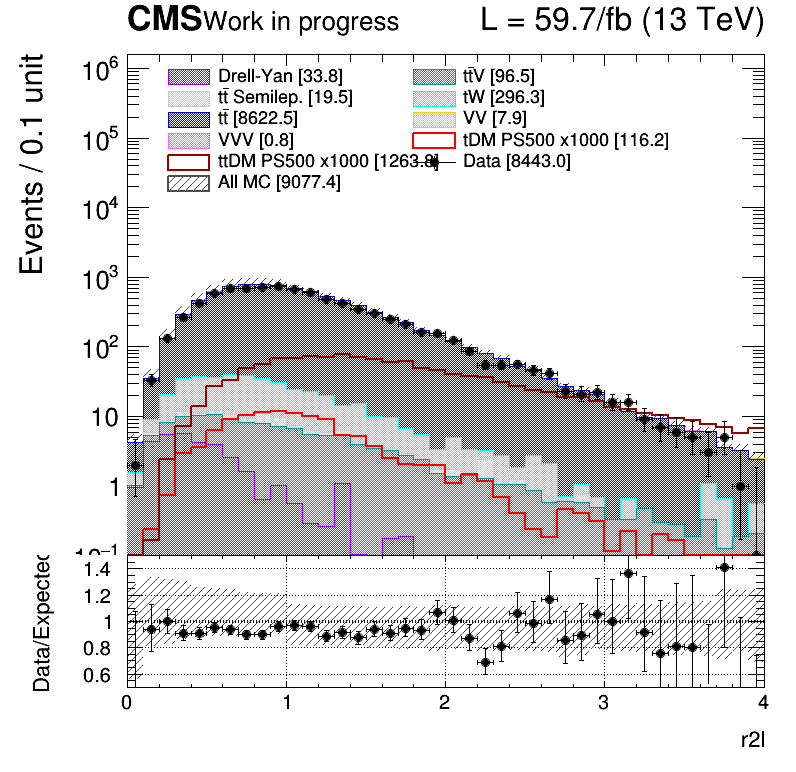 CMS Work in progress L = 59.7/fb (13 TeV)
Events / 0.1 unit
10⁶
10⁵
10⁴
10³
10²
10
1
10⁻¹
Drell-Yan [33.8] tt̄V [96.5]
tt̄ Semilep. [19.5] tW [296.3]
tt̄ [8622.5] VV [7.9]
VVV [0.8] tDM PS500 x1000 [116.2]
ttDM PS500 x1000 [1263.8] Data [8443.0]
All MC [9077.4]
Data/Expected
1.4
1.2
1
0.8
0.6
0 1 2 3 4
r2l